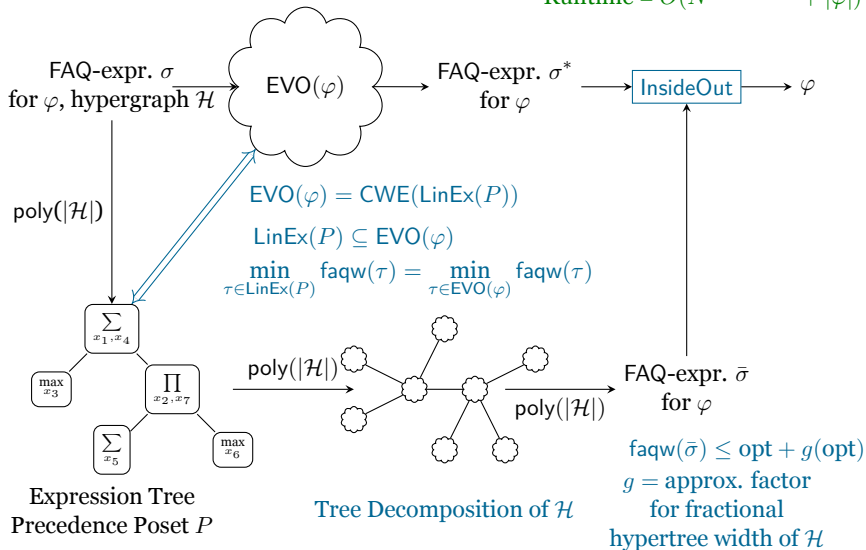 Runtime = O(N + |φ|)
FAQ-expr. σ
for φ, hypergraph ℋ
EVO(φ)
FAQ-expr. σ*
for φ
InsideOut
φ
poly(|ℋ|)
EVO(φ) = CWE(LinEx(P))
LinEx(P) ⊆ EVO(φ)
min faqw(τ) = min faqw(τ)
τ∈LinEx(P) τ∈EVO(φ)
∑
x₁,x₄
max
x₃
∏
x₂,x₇
∑
x₅
max
x₆
poly(|ℋ|)
poly(|ℋ|)
FAQ-expr. σ̄
for φ
Expression Tree
Precedence Poset P
Tree Decomposition of ℋ
faqw(σ̄) ≤ opt + g(opt)
g = approx. factor
for fractional
hypertree width of ℋ